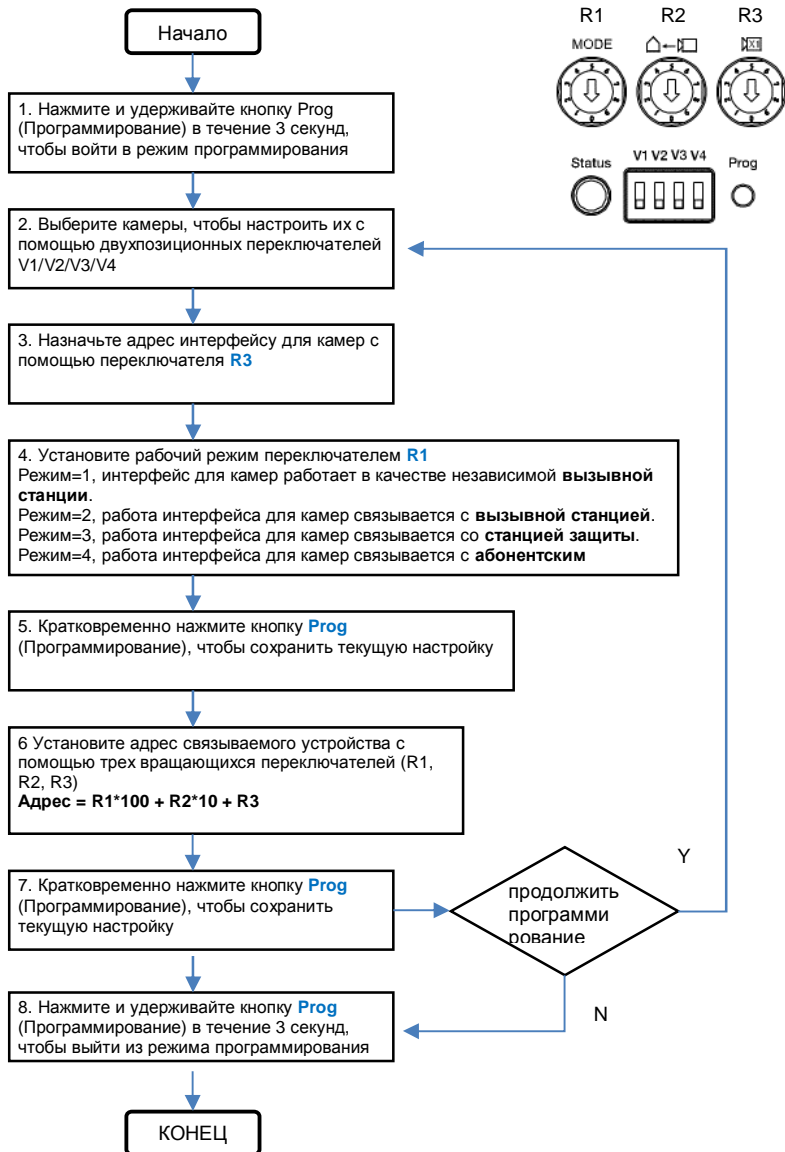 Начало
R1 R2 R3
MODE
Status V1 V2 V3 V4 Prog
1. Нажмите и удерживайте кнопку Prog
(Программирование) в течение 3 секунд,
чтобы войти в режим программирования
2. Выберите камеры, чтобы настроить их с
помощью двухпозиционных переключателей
V1/V2/V3/V4
3. Назначьте адрес интерфейсу для камер с
помощью переключателя R3
4. Установите рабочий режим переключателем R1
Режим=1, интерфейс для камер работает в качестве независимой вызывной
станции.
Режим=2, работа интерфейса для камер связывается с вызывной станцией.
Режим=3, работа интерфейса для камер связывается со станцией защиты.
Режим=4, работа интерфейса для камер связывается с абонентским
5. Кратковременно нажмите кнопку Prog
(Программирование), чтобы сохранить текущую настройку
6 Установите адрес связываемого устройства с
помощью трех вращающихся переключателей (R1,
R2, R3)
Адрес = R1*100 + R2*10 + R3
7. Кратковременно нажмите кнопку Prog
(Программирование), чтобы сохранить
текущую настройку
продолжить
программи
рование
Y
N
8. Нажмите и удерживайте кнопку Prog
(Программирование) в течение 3 секунд,
чтобы выйти из режима программирования
КОНЕЦ